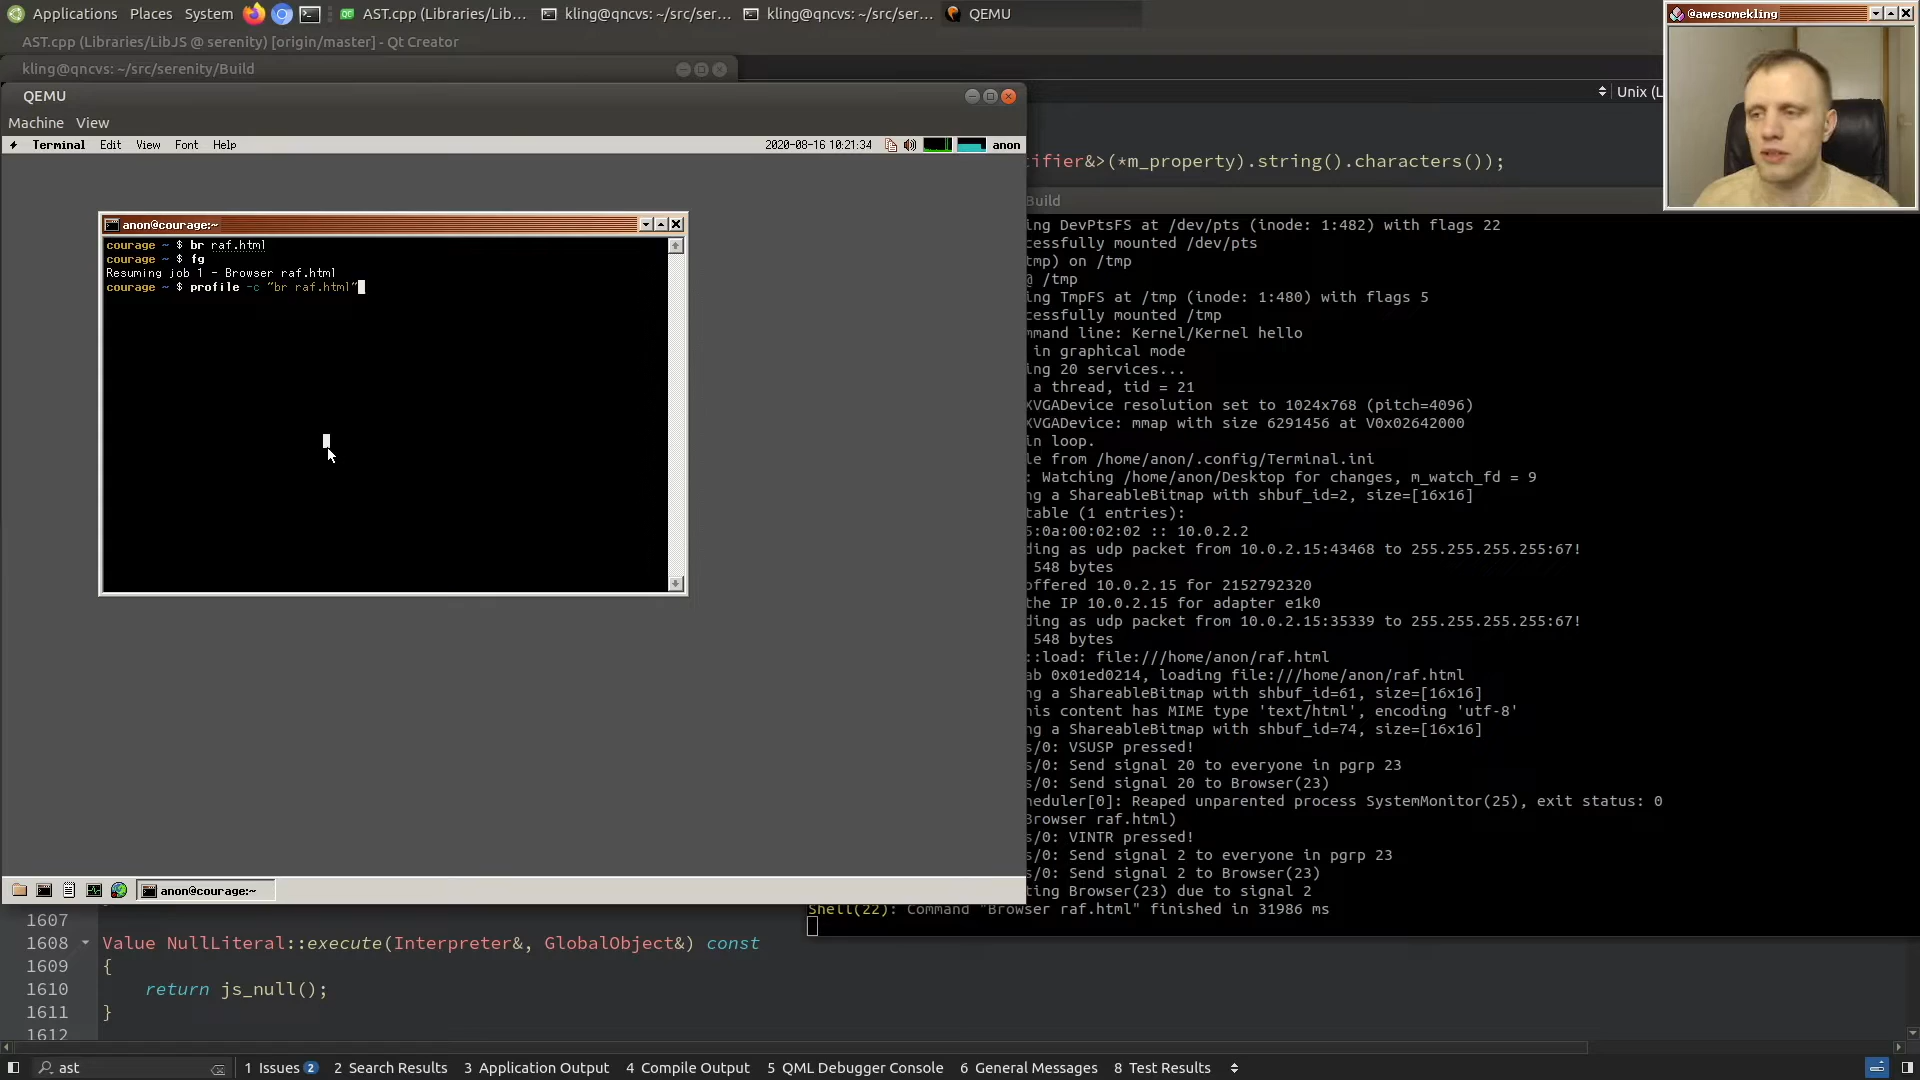 Applications Places System AST.cpp (Libraries/Lib... kling@qncvs: ~/src/ser... kling@qncvs: ~/src/ser... QEMU
AST.cpp (Libraries/LibJS @ serenity) [origin/master] - Qt Creator
kling@qncvs: ~/src/serenity/Build
QEMU
Machine View
Terminal Edit View Font Help 2020-08-16 10:21:34 anon
anon@courage:~
courage ~ $ br raf.html
courage ~ $ fg
Resuming job 1 - Browser raf.html
courage ~ $ profile -c "br raf.html"
anon@courage:~
@awesomekling
Unix (L
tifier&>(*m_property).string().characters());
Build
ing DevPtsFS at /dev/pts (inode: 1:482) with flags 22
cessfully mounted /dev/pts
tmp) on /tmp
@ /tmp
ing TmpFS at /tmp (inode: 1:480) with flags 5
cessfully mounted /tmp
mmand line: Kernel/Kernel hello
in graphical mode
ing 20 services...
a thread, tid = 21
XVGADevice resolution set to 1024x768 (pitch=4096)
XVGADevice: mmap with size 6291456 at V0x02642000
in loop.
le from /home/anon/.config/Terminal.ini
: Watching /home/anon/Desktop for changes, m_watch_fd = 9
ng a ShareableBitmap with shbuf_id=2, size=[16x16]
table (1 entries):
5:0a:00:02:02 :: 10.0.2.2
ding as udp packet from 10.0.2.15:43468 to 255.255.255.255:67!
548 bytes
offered 10.0.2.15 for 2152792320
the IP 10.0.2.15 for adapter e1k0
ding as udp packet from 10.0.2.15:35339 to 255.255.255.255:67!
548 bytes
::load: file:///home/anon/raf.html
ab 0x01ed0214, loading file:///home/anon/raf.html
ng a ShareableBitmap with shbuf_id=61, size=[16x16]
his content has MIME type 'text/html', encoding 'utf-8'
ng a ShareableBitmap with shbuf_id=74, size=[16x16]
s/0: VSUSP pressed!
s/0: Send signal 20 to everyone in pgrp 23
s/0: Send signal 20 to Browser(23)
heduler[0]: Reaped unparented process SystemMonitor(25), exit status: 0
Browser raf.html)
s/0: VINTR pressed!
s/0: Send signal 2 to everyone in pgrp 23
s/0: Send signal 2 to Browser(23)
ting Browser(23) due to signal 2
Shell(22): Command "Browser raf.html" finished in 31986 ms
1607
1608 Value NullLiteral::execute(Interpreter&, GlobalObject&) const
1609 {
1610 return js_null();
1611 }
1612
ast 1 Issues 2 2 Search Results 3 Application Output 4 Compile Output 5 QML Debugger Console 6 General Messages 8 Test Results